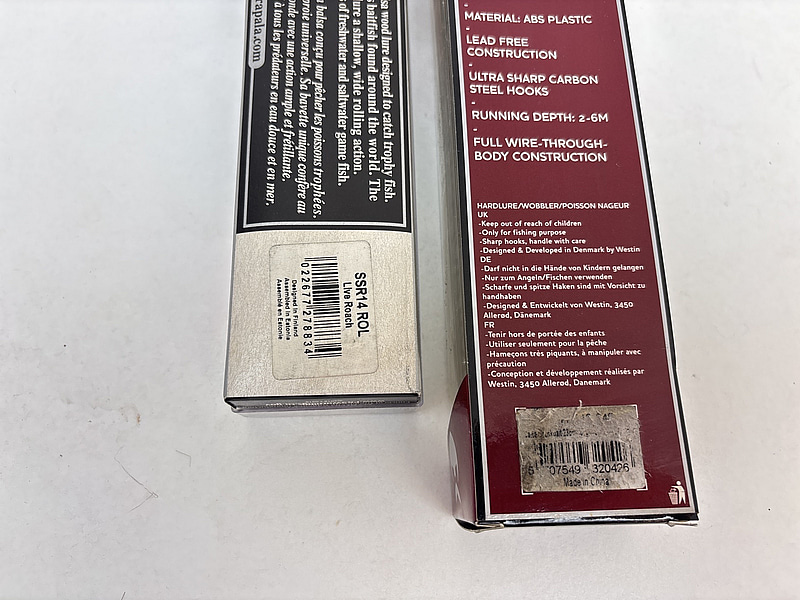 sa wood lure designed to catch trophy fish.
s baitfish found around the world. The
ure a shallow, wide rolling action.
s of freshwater and saltwater game fish.
n balsa conçu pour pêcher les poissons trophées.
proie universelle. Sa bavette unique confère au
onde avec une action ample et frétillante.
à tous les prédateurs en eau douce et en mer.
rapala.com
SSR14 ROL
Live Roach
022677 278834
Designed in Finland
Assembled in Estonia
Assemblé en Estonie
MATERIAL: ABS PLASTIC
-
LEAD FREE
CONSTRUCTION
-
ULTRA SHARP CARBON
STEEL HOOKS
-
RUNNING DEPTH: 2-6M
-
FULL WIRE-THROUGH-
BODY CONSTRUCTION
HARDLURE/WOBBLER/POISSON NAGEUR
UK
-Keep out of reach of children
-Only for fishing purpose
-Sharp hooks, handle with care
-Designed & Developed in Denmark by Westin
DE
-Darf nicht in die Hände von Kindern gelangen
-Nur zum Angeln/Fischen verwenden
-Scharfe und spitze Haken sind mit Vorsicht zu
handhaben
-Designed & Entwickelt von Westin, 3450
Allerød, Dänemark
FR
-Tenir hors de portée des enfants
-Utiliser seulement pour la pêche
-Hameçons très piquants, à manipuler avec
précaution
-Conception et développement réalisés par
Westin, 3450 Allerød, Danemark
5 07549 320426
Made in China